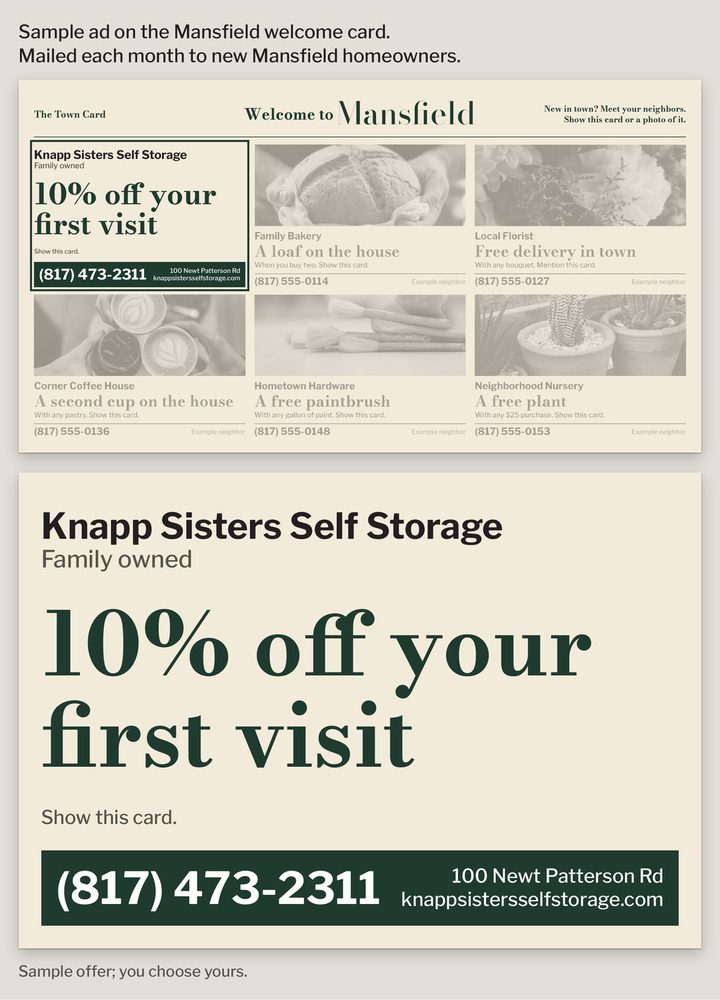 Sample ad on the Mansfield welcome card.
Mailed each month to new Mansfield homeowners.
The Town Card
Welcome to Mansfield
New in town? Meet your neighbors.
Show this card or a photo of it.
Knapp Sisters Self Storage
Family owned
10% off your
first visit
Show this card.
(817) 473-2311
100 Newt Patterson Rd
knappsistersselfstorage.com
Family Bakery
A loaf on the house
When you buy two. Show this card.
(817) 555-0114
Example neighbor
Local Florist
Free delivery in town
With any bouquet. Mention this card.
(817) 555-0127
Example neighbor
Corner Coffee House
A second cup on the house
With any pastry. Show this card.
(817) 555-0136
Example neighbor
Hometown Hardware
A free paintbrush
With any gallon of paint. Show this card.
(817) 555-0148
Example neighbor
Neighborhood Nursery
A free plant
With any $25 purchase. Show this card.
(817) 555-0153
Example neighbor
Knapp Sisters Self Storage
Family owned
10% off your
first visit
Show this card.
(817) 473-2311
100 Newt Patterson Rd
knappsistersselfstorage.com
Sample offer; you choose yours.